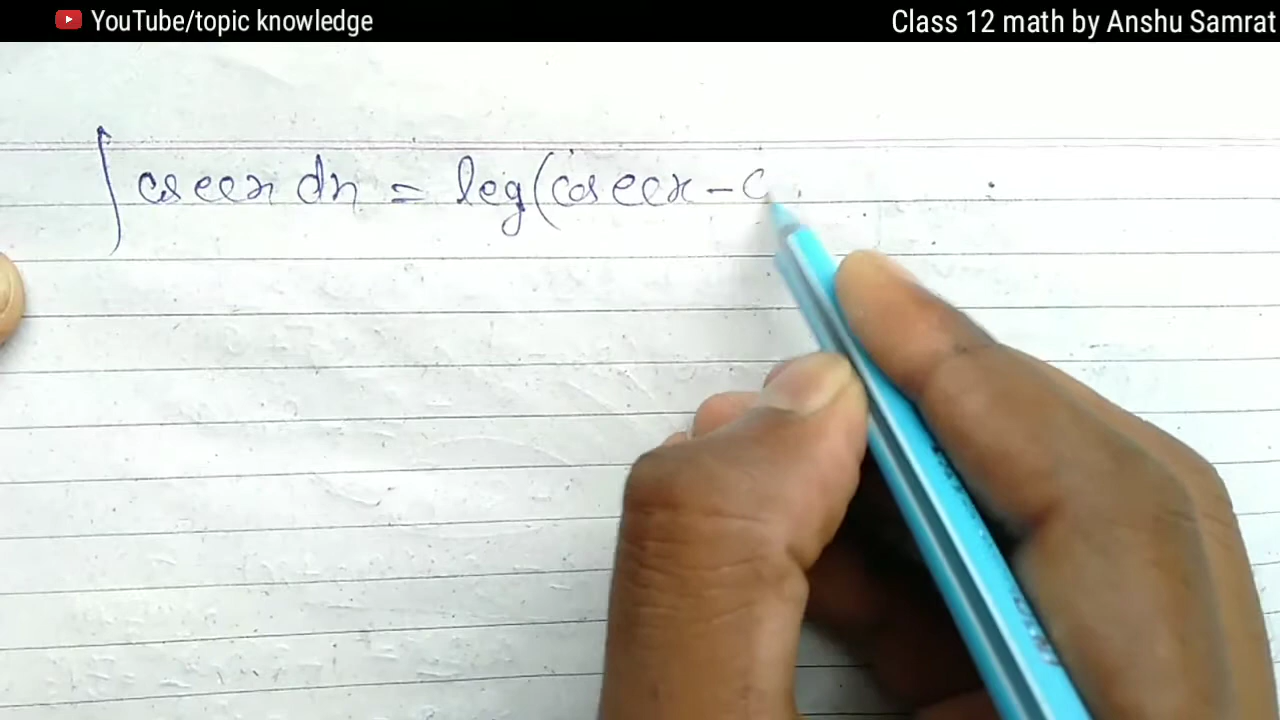 YouTube/topic knowledge
Class 12 math by Anshu Samrat
∫ cosecx dx = log(cosecx - c